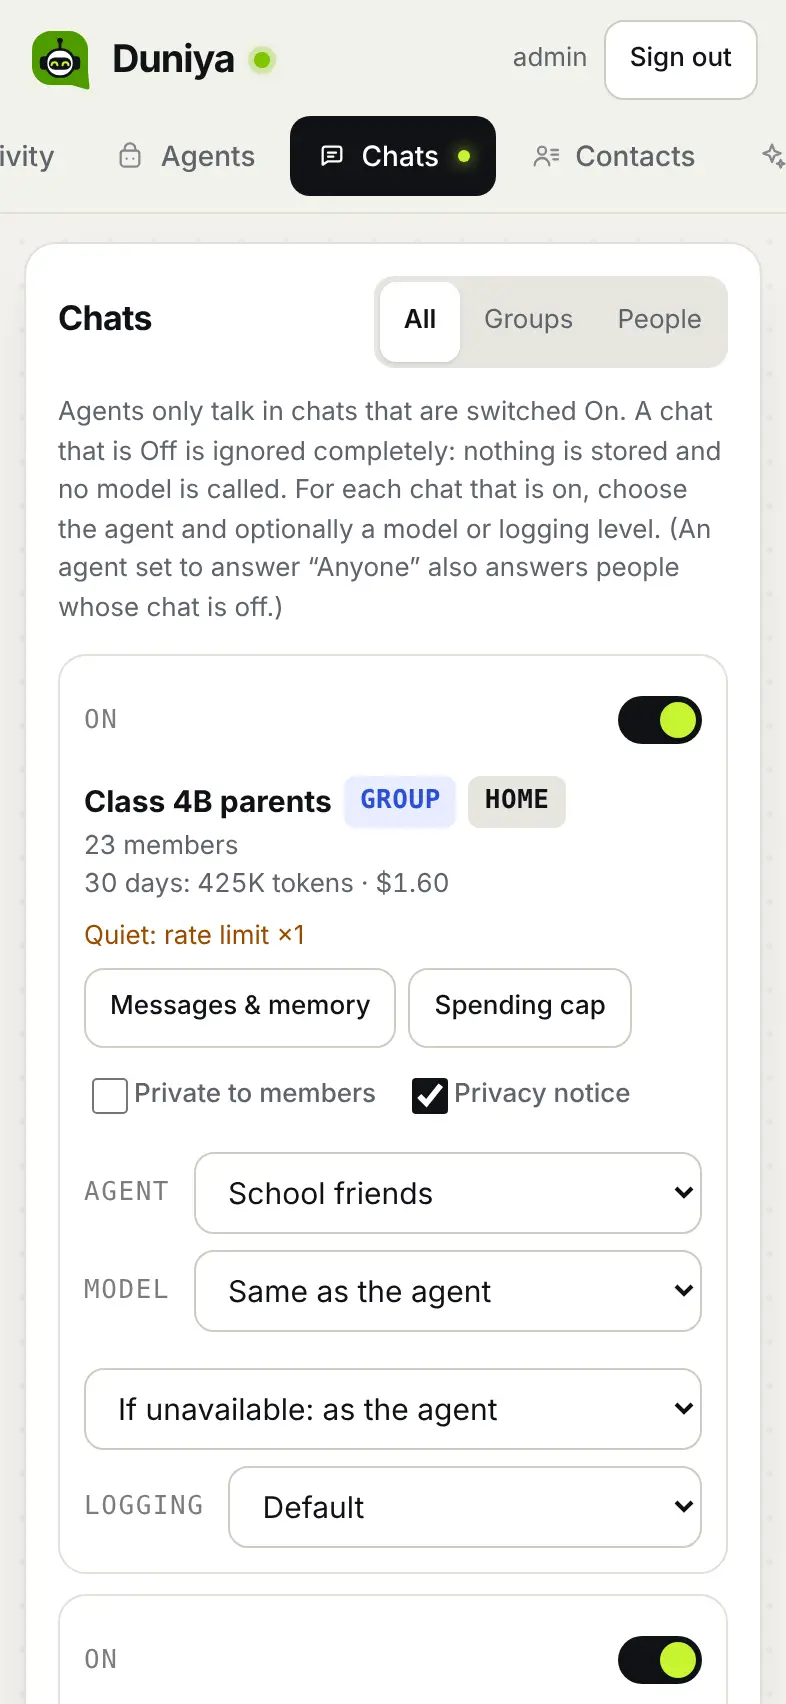 Duniya
admin
Sign out
ivity
Agents
Chats
Contacts
Chats
All
Groups
People
Agents only talk in chats that are switched On. A chat
that is Off is ignored completely: nothing is stored and
no model is called. For each chat that is on, choose
the agent and optionally a model or logging level. (An
agent set to answer “Anyone” also answers people
whose chat is off.)
ON
Class 4B parents GROUP HOME
23 members
30 days: 425K tokens · $1.60
Quiet: rate limit ×1
Messages & memory
Spending cap
Private to members
Privacy notice
AGENT School friends
MODEL Same as the agent
If unavailable: as the agent
LOGGING Default
ON